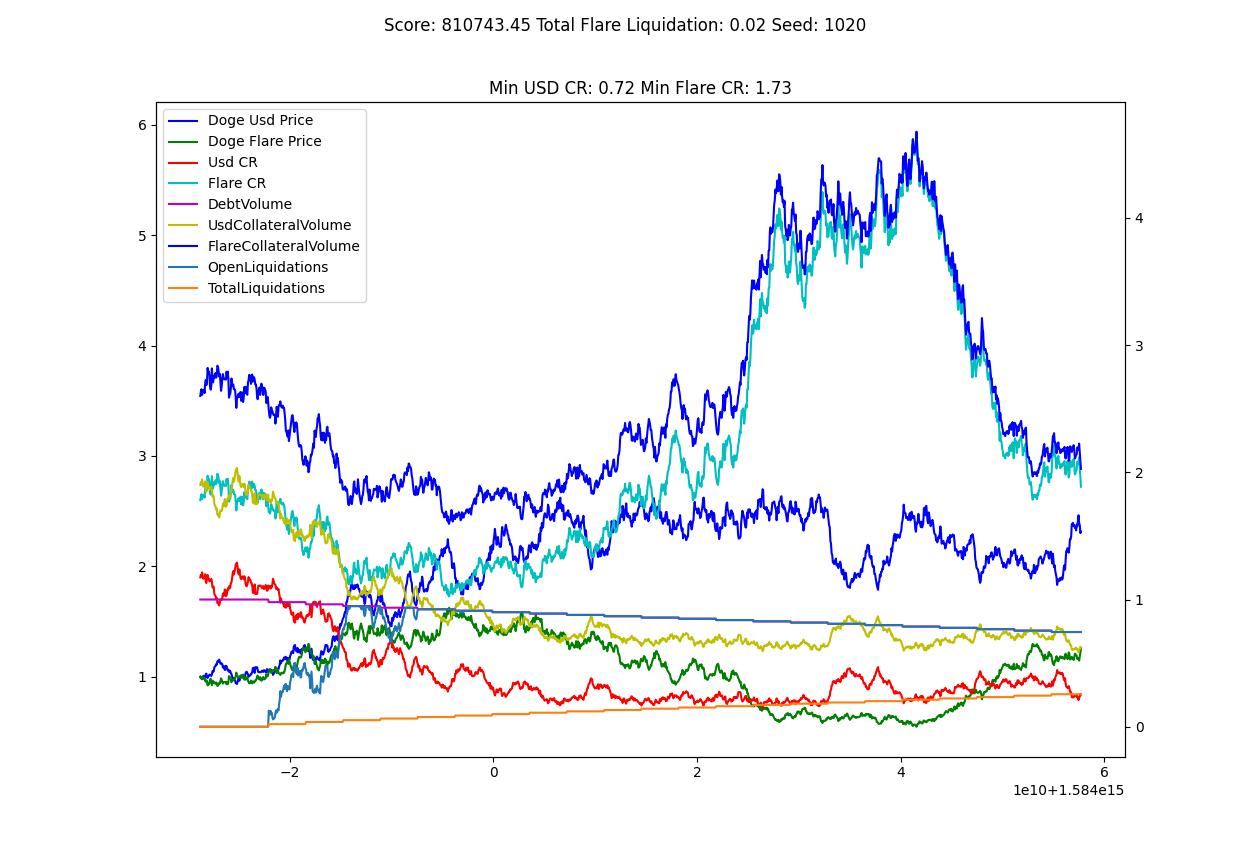 Score: 810743.45 Total Flare Liquidation: 0.02 Seed: 1020
Min USD CR: 0.72 Min Flare CR: 1.73
Doge Usd Price
Doge Flare Price
Usd CR
Flare CR
DebtVolume
UsdCollateralVolume
FlareCollateralVolume
OpenLiquidations
TotalLiquidations
6
5
4
3
2
1
4
3
2
1
0
−2
0
2
4
6
1e10+1.584e15